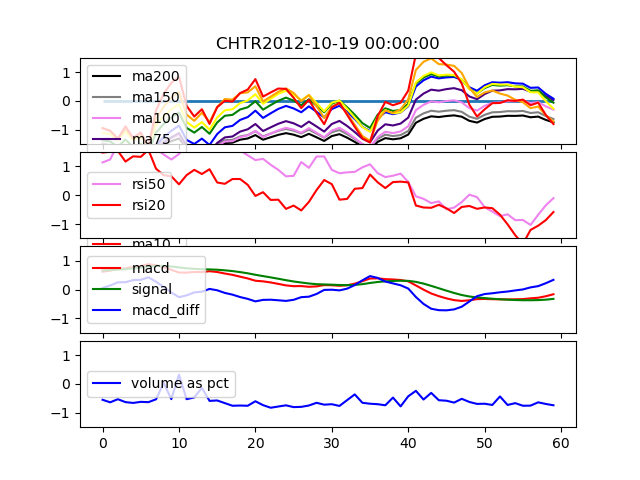 CHTR2012-10-19 00:00:00
1
0
−1
ma200
ma150
ma100
ma75
1
0
−1
rsi50
rsi20
ma10
1
0
−1
macd
signal
macd_diff
1
0
−1
volume as pct
0 10 20 30 40 50 60